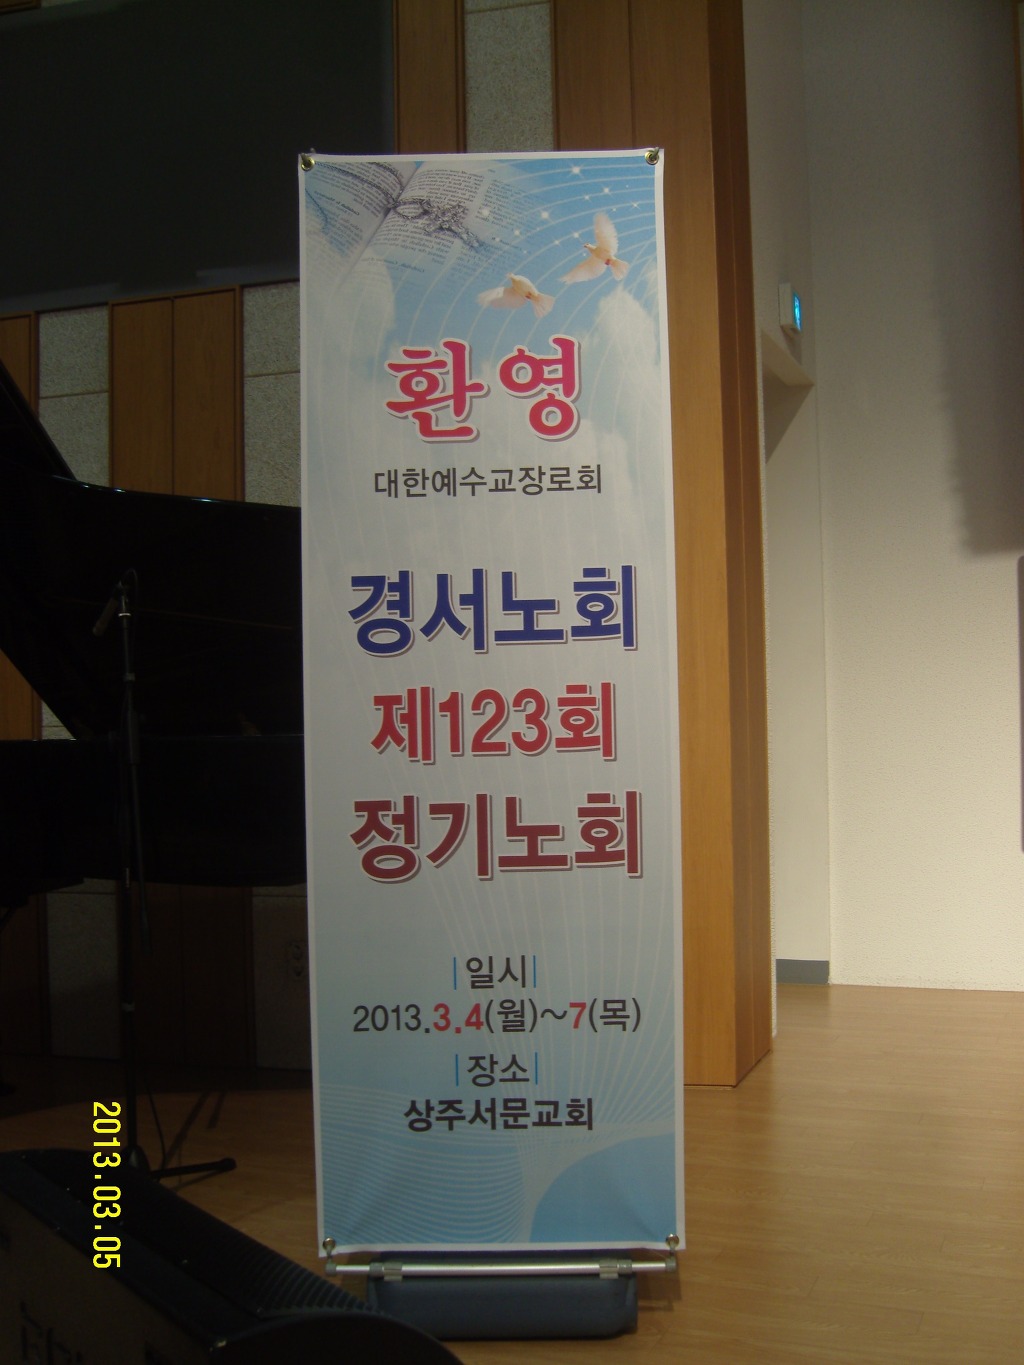 환영
대한예수교장로회
경서노회
제123회
정기노회
|일시|
2013.3.4(월)~7(목)
|장소|
상주서문교회
2013.03.05